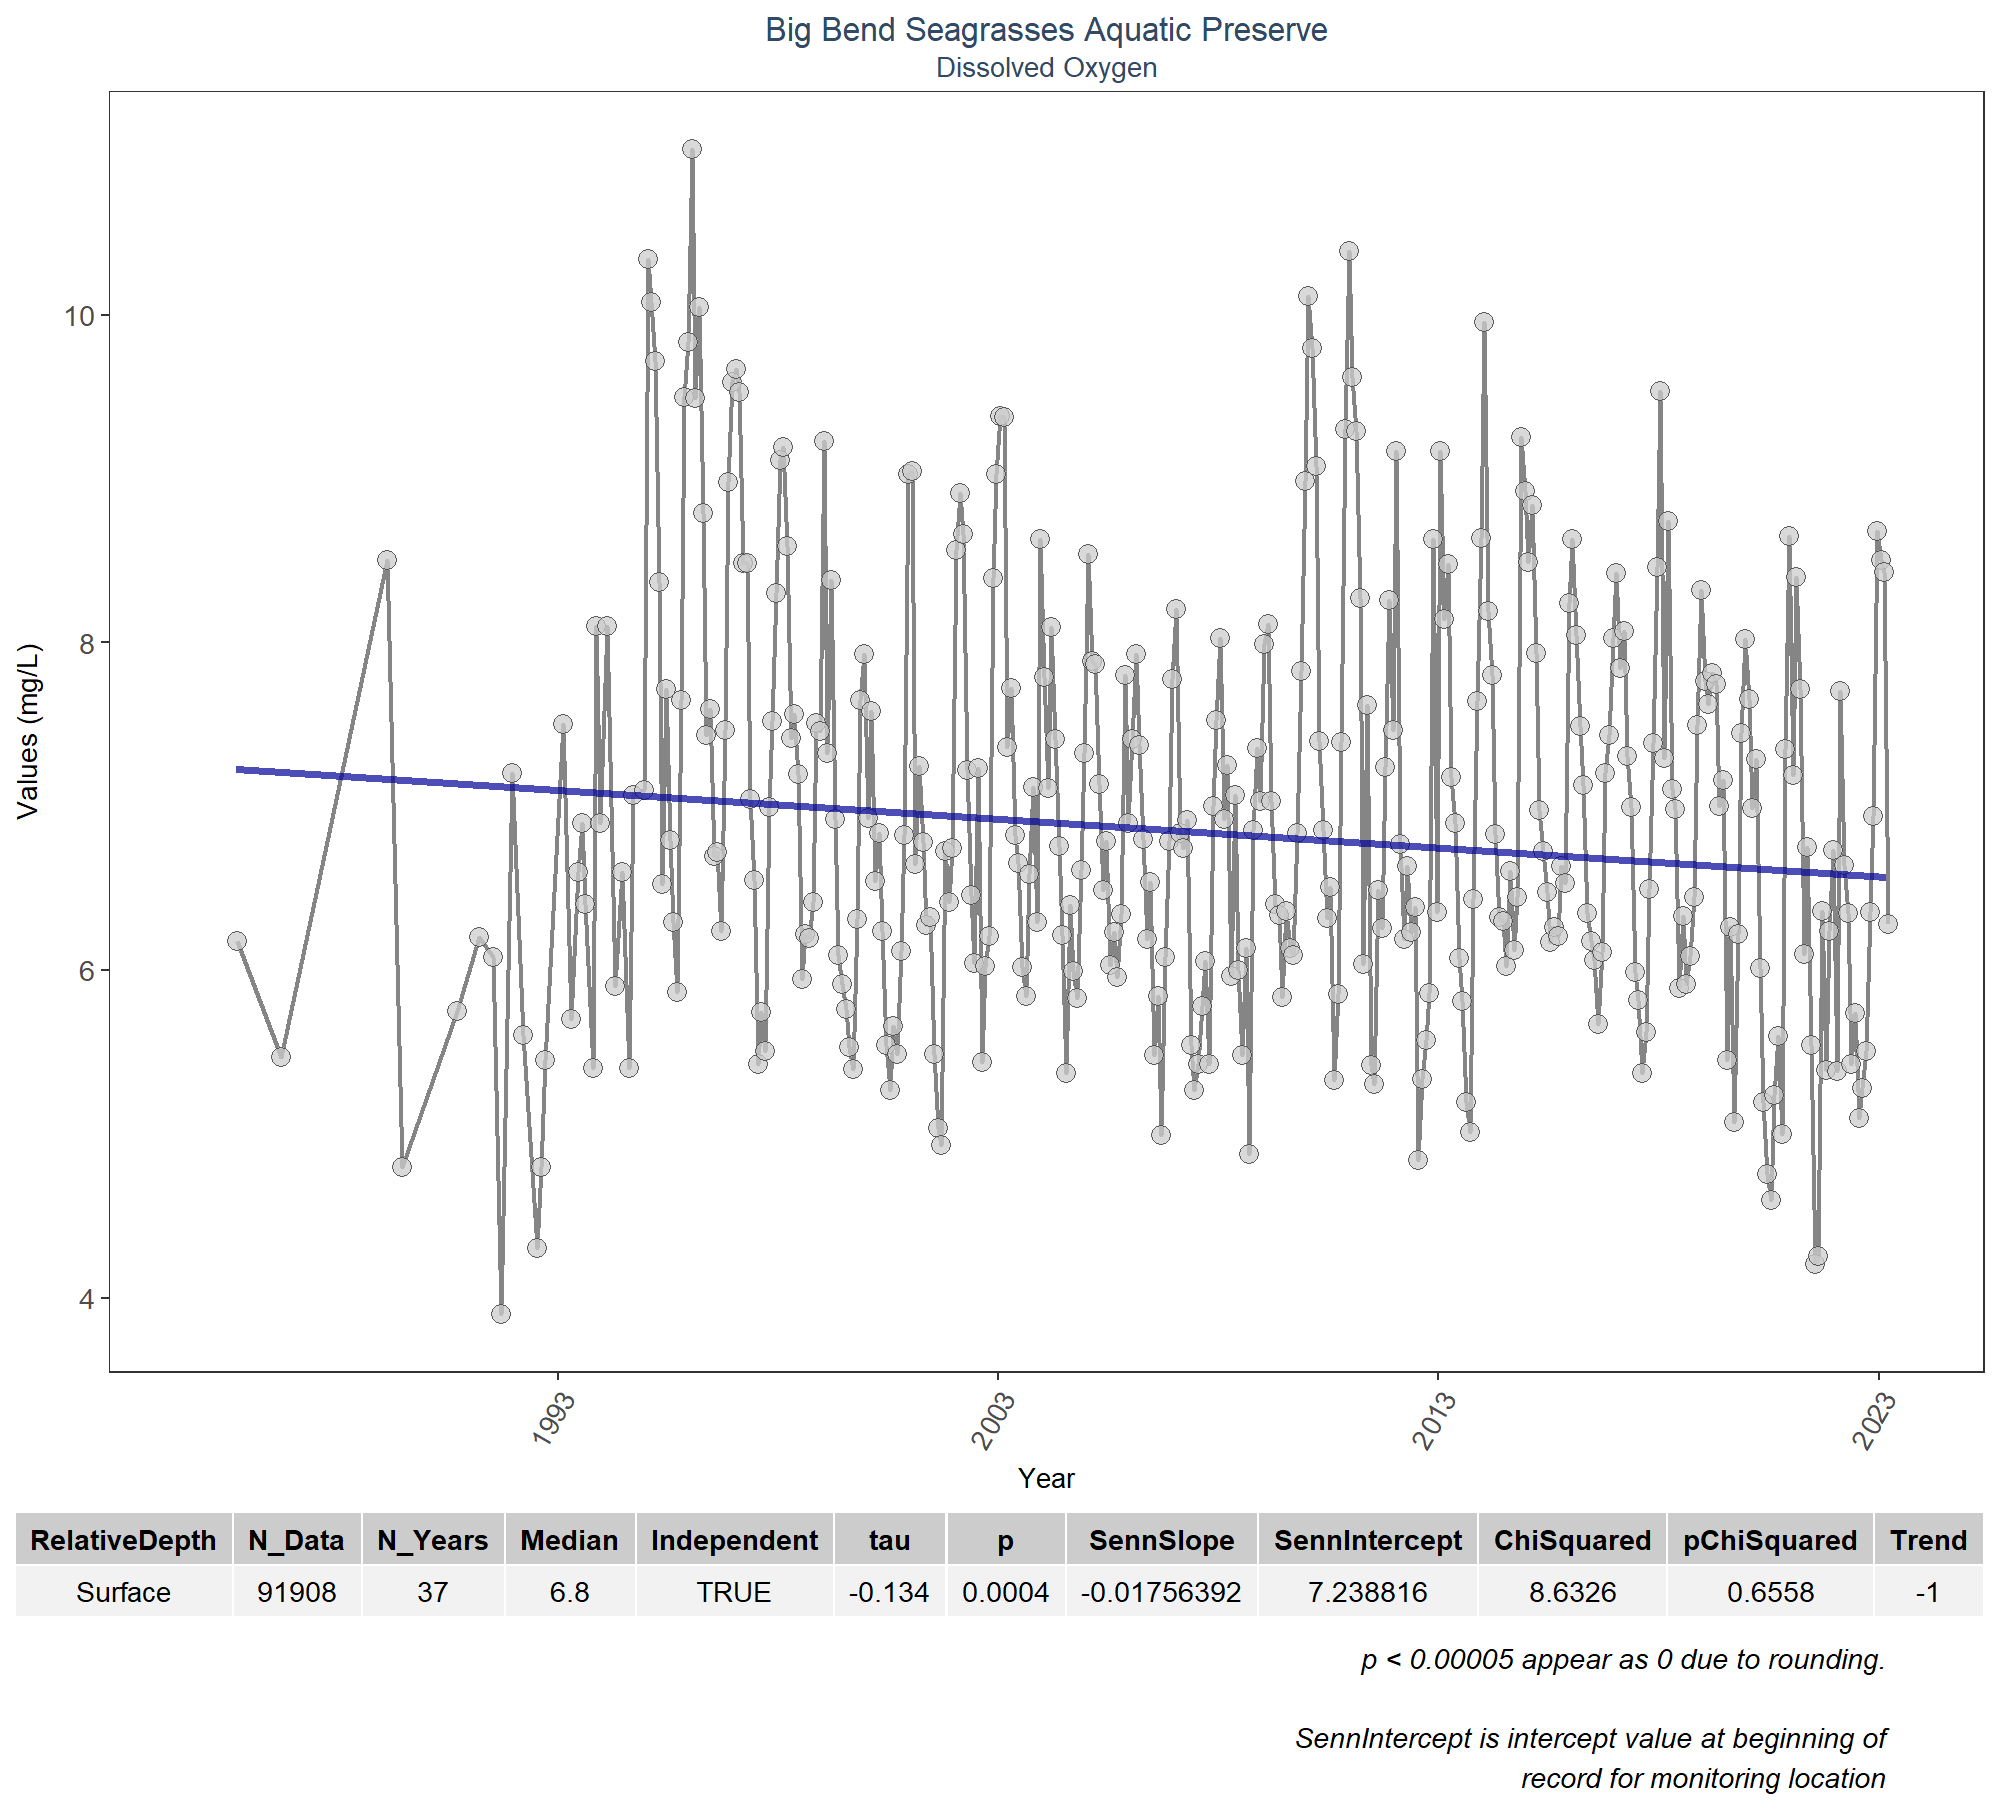 Big Bend Seagrasses Aquatic Preserve
Dissolved Oxygen
Values (mg/L)
10
8
6
4
1993
2003
2013
2023
Year
RelativeDepth N_Data N_Years Median Independent tau p SennSlope SennIntercept ChiSquared pChiSquared Trend
Surface 91908 37 6.8 TRUE -0.134 0.0004 -0.01756392 7.238816 8.6326 0.6558 -1
p < 0.00005 appear as 0 due to rounding.
SennIntercept is intercept value at beginning of
record for monitoring location